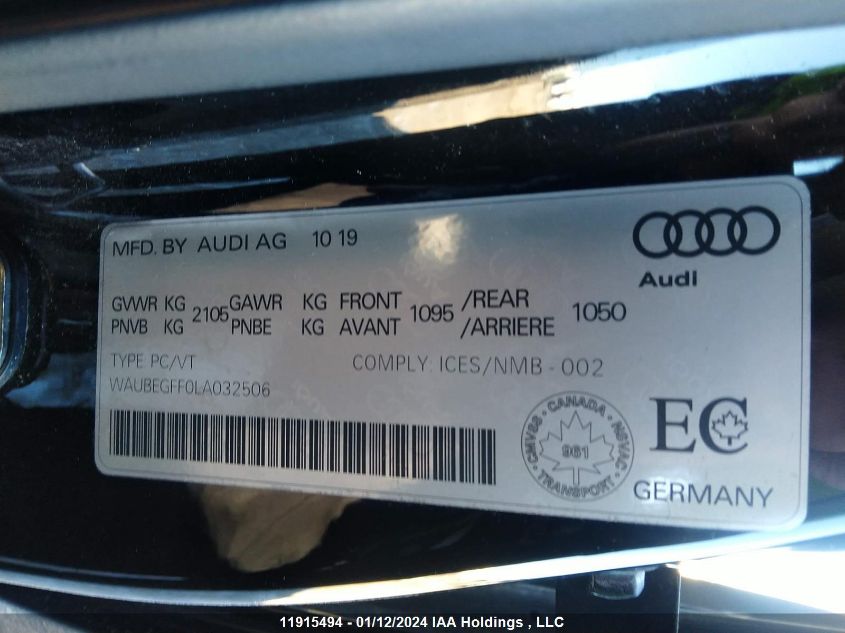 MFD. BY AUDI AG 10 19
Audi
GVWR KG 2105 GAWR KG FRONT 1095 /REAR 1050
PNVB KG PNBE KG AVANT /ARRIERE
TYPE PC/VT COMPLY: ICES/NMB - 002
WAUBEGFF0LA032506
CANADA
CMVSS · NSVAC
961
TRANSPORT
EC
GERMANY
11915494 - 01/12/2024 IAA Holdings , LLC